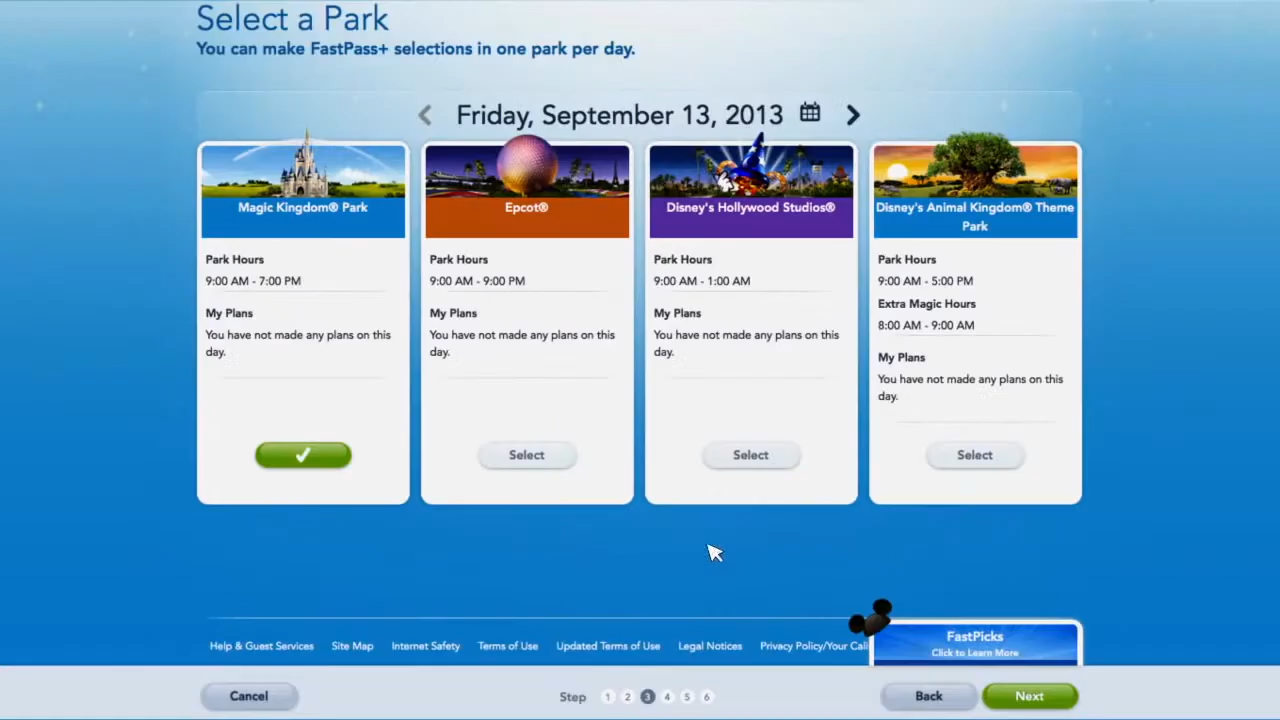 Select a Park
You can make FastPass+ selections in one park per day.
Friday, September 13, 2013
Magic Kingdom® Park
Park Hours
9:00 AM - 7:00 PM
My Plans
You have not made any plans on this
day.
Epcot®
Park Hours
9:00 AM - 9:00 PM
My Plans
You have not made any plans on this
day.
Select
Disney's Hollywood Studios®
Park Hours
9:00 AM - 1:00 AM
My Plans
You have not made any plans on this
day.
Select
Disney's Animal Kingdom® Theme
Park
Park Hours
9:00 AM - 5:00 PM
Extra Magic Hours
8:00 AM - 9:00 AM
My Plans
You have not made any plans on this
day.
Select
Help & Guest Services Site Map Internet Safety Terms of Use Updated Terms of Use Legal Notices Privacy Policy/Your Cali
FastPicks
Click to Learn More
Cancel Step 1 2 3 4 5 6 Back Next